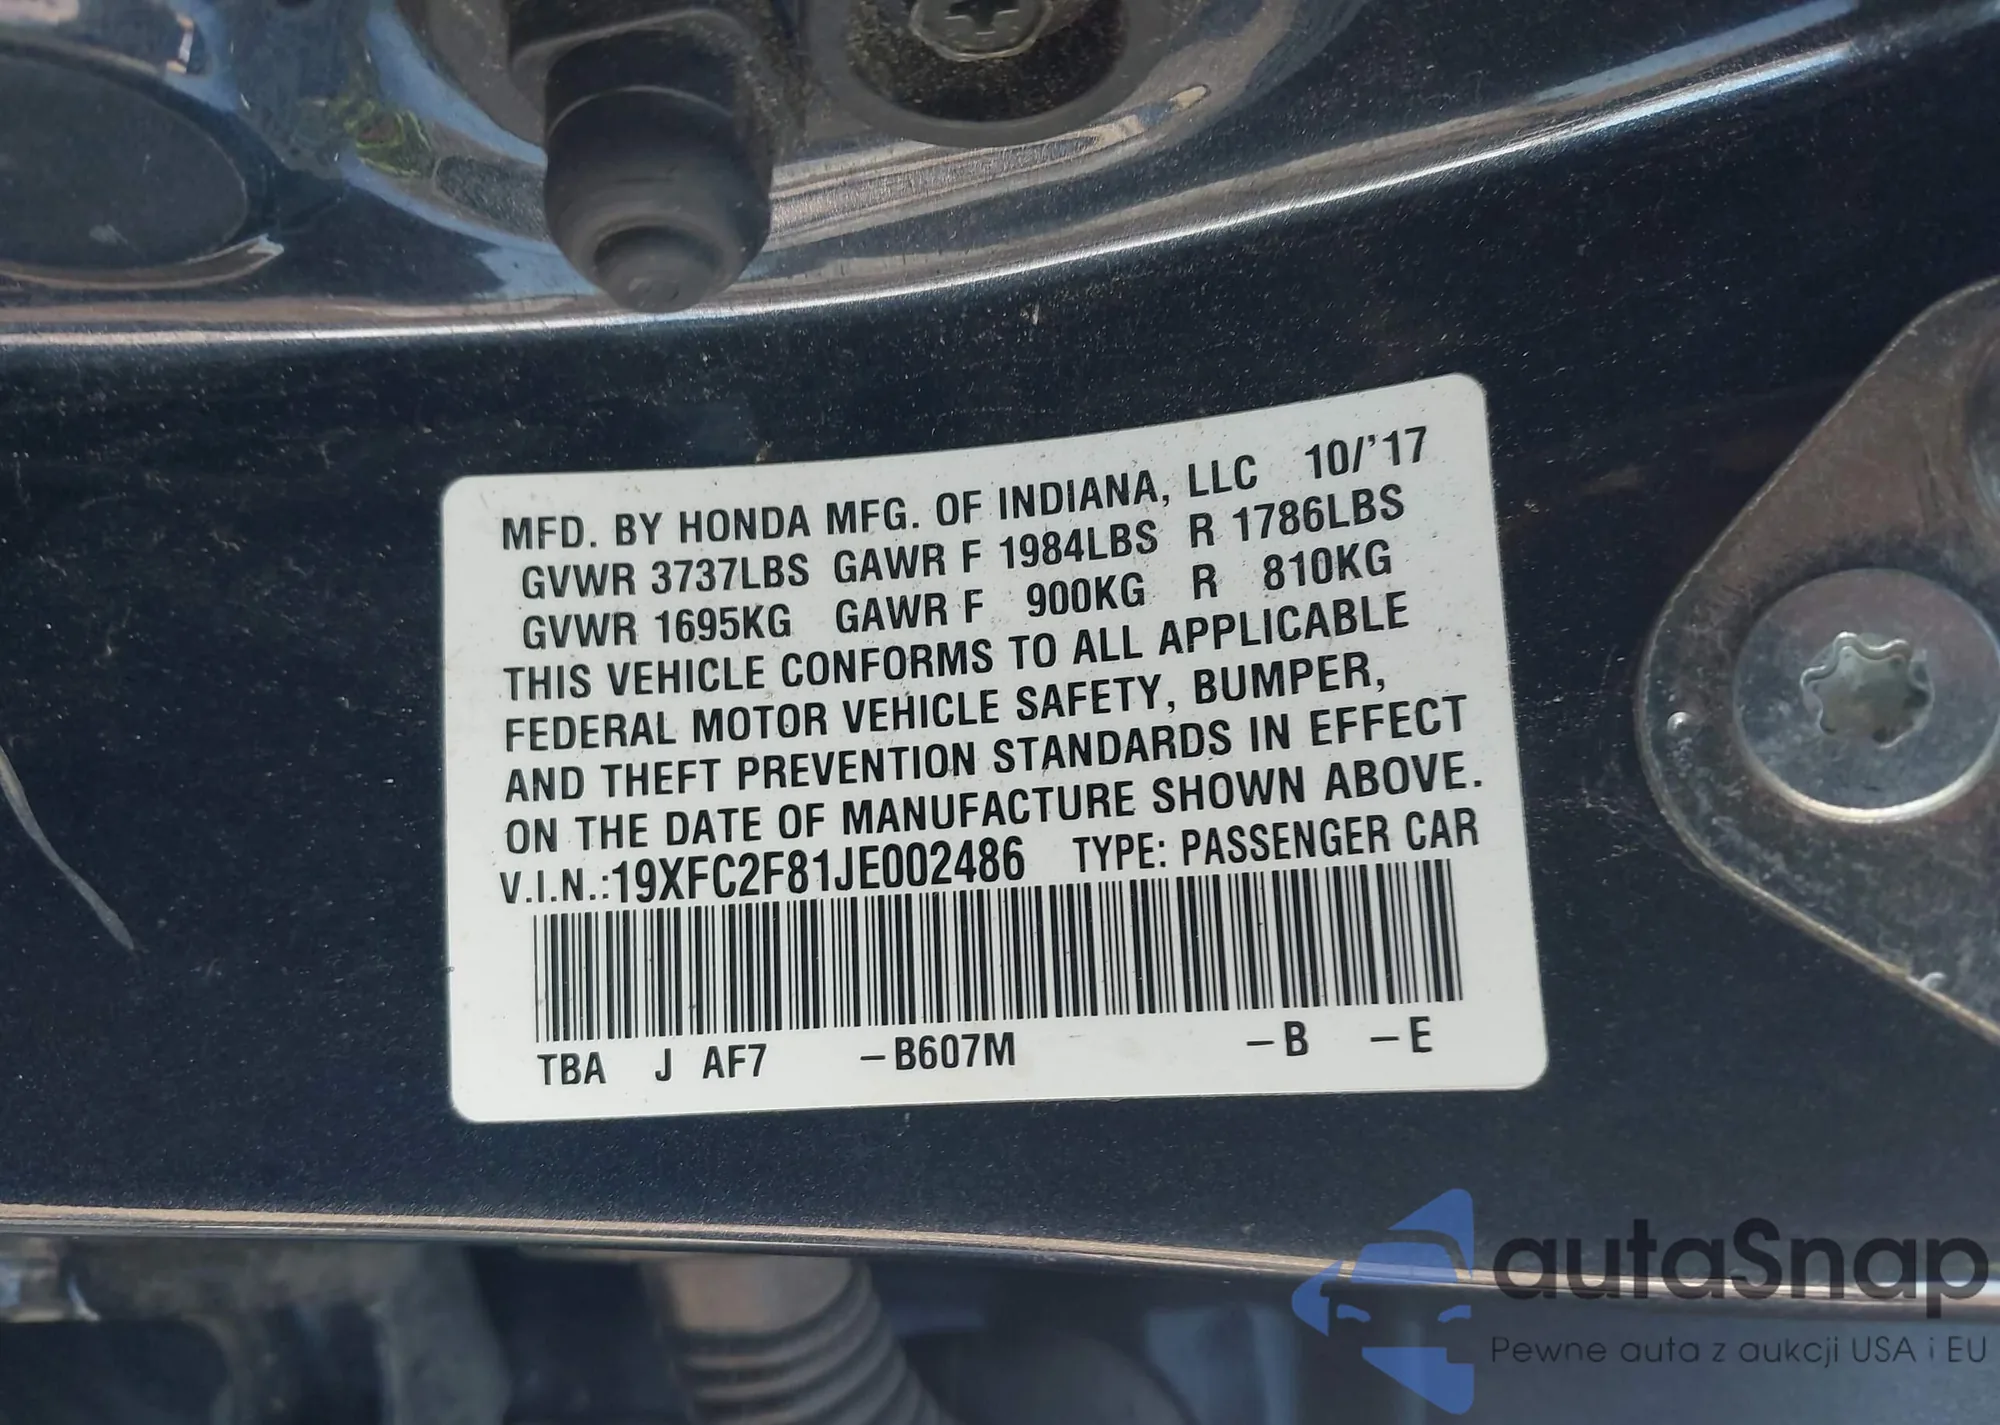 MFD. BY HONDA MFG. OF INDIANA, LLC 10/'17
GVWR 3737LBS GAWR F 1984LBS R 1786LBS
GVWR 1695KG GAWR F 900KG R 810KG
THIS VEHICLE CONFORMS TO ALL APPLICABLE
FEDERAL MOTOR VEHICLE SAFETY, BUMPER,
AND THEFT PREVENTION STANDARDS IN EFFECT
ON THE DATE OF MANUFACTURE SHOWN ABOVE.
V.I.N.:19XFC2F81JE002486 TYPE: PASSENGER CAR
TBA J AF7 –B607M –B –E
autaSnap
Pewne auta z aukcji USA i EU